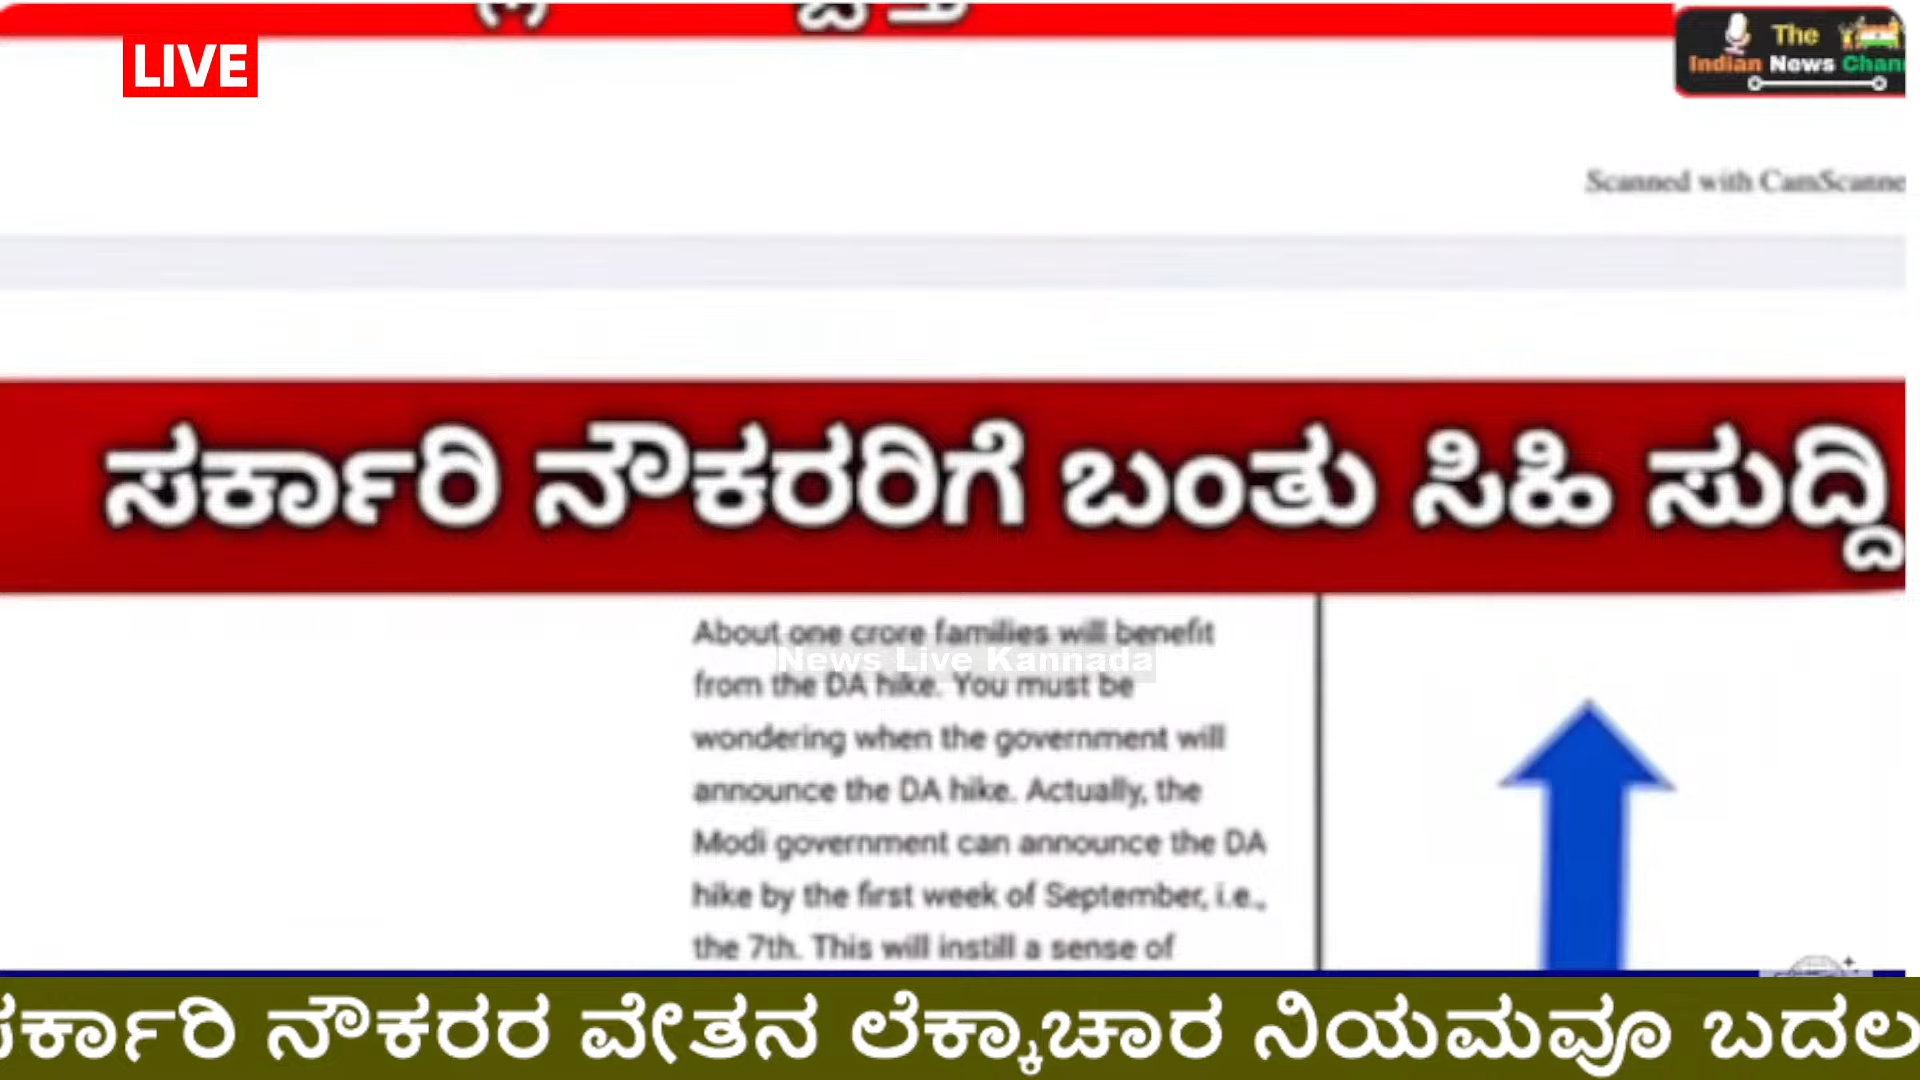 LIVE
The
Indian News Chan
Scanned with CamScanne
ಸರ್ಕಾರಿ ನೌಕರರಿಗೆ ಬಂತು ಸಿಹಿ ಸುದ್ದಿ
About one crore families will benefit
News Live Kannada
from the DA hike. You must be
wondering when the government will
announce the DA hike. Actually, the
Modi government can announce the DA
hike by the first week of September, i.e.,
the 7th. This will instill a sense of
ಸರ್ಕಾರಿ ನೌಕರರ ವೇತನ ಲೆಕ್ಕಾಚಾರ ನಿಯಮವೂ ಬದಲ